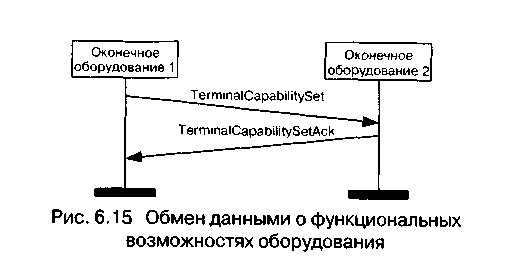 Оконечное
оборудование 1
Оконечное
оборудование 2
TerminalCapabilitySet
TerminalCapabilitySetAck
Рис. 6.15 Обмен данными о функциональных
возможностях оборудования